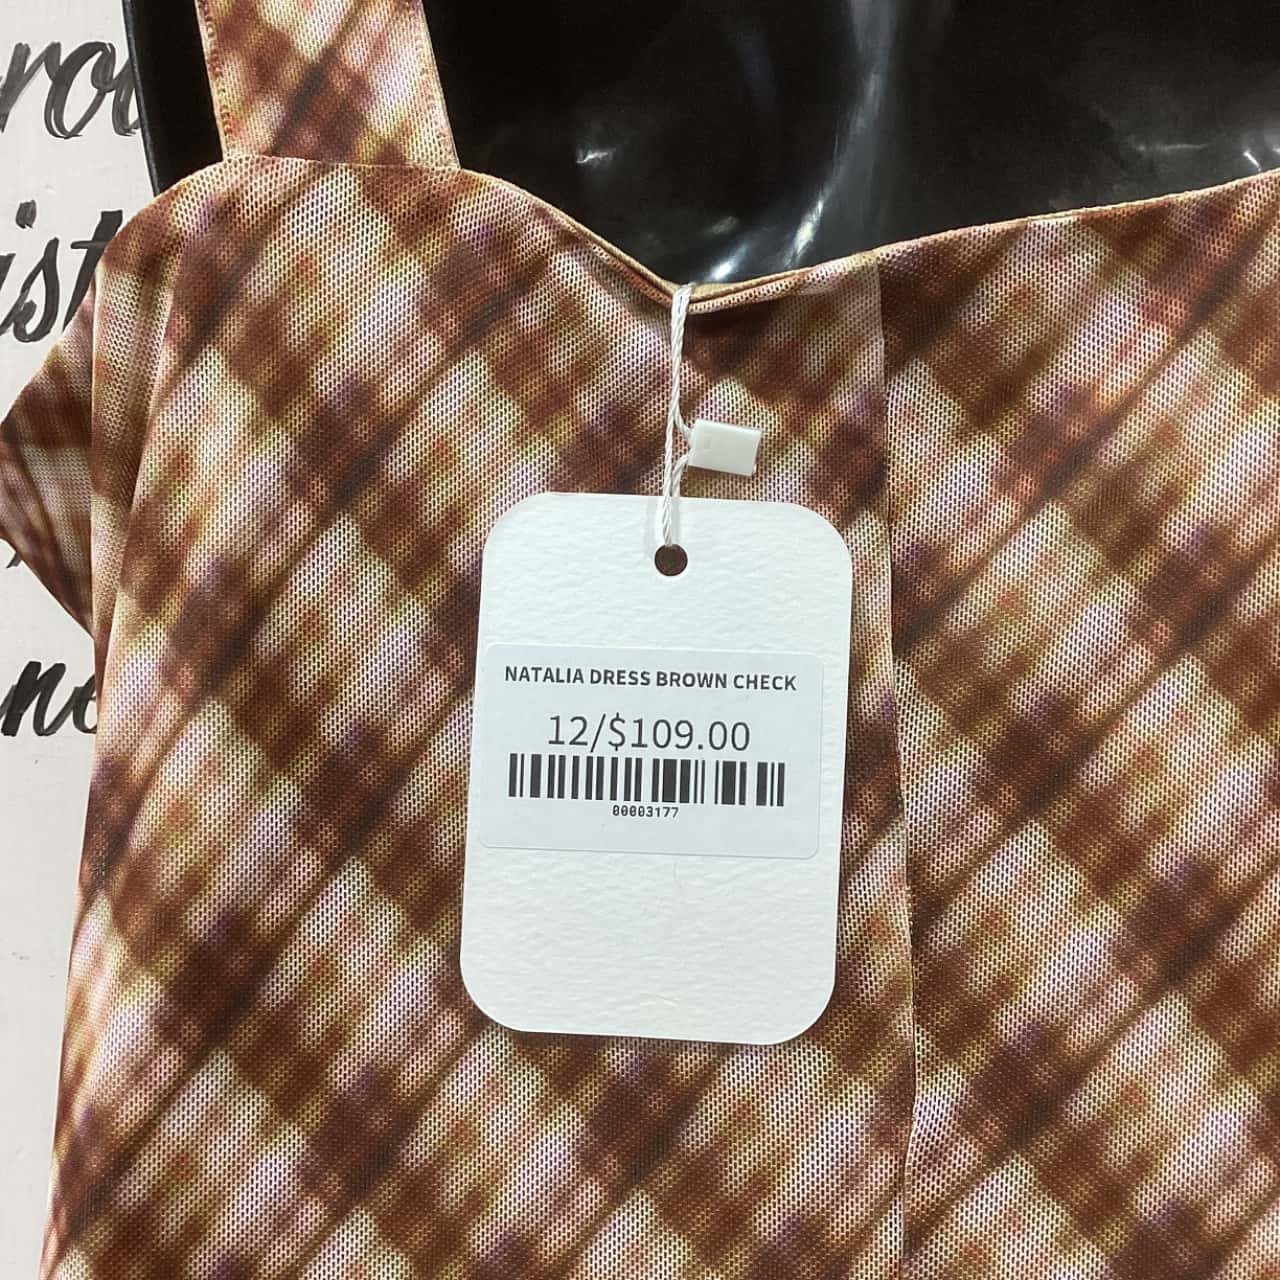 NATALIA DRESS BROWN CHECK
12/$109.00
00003177